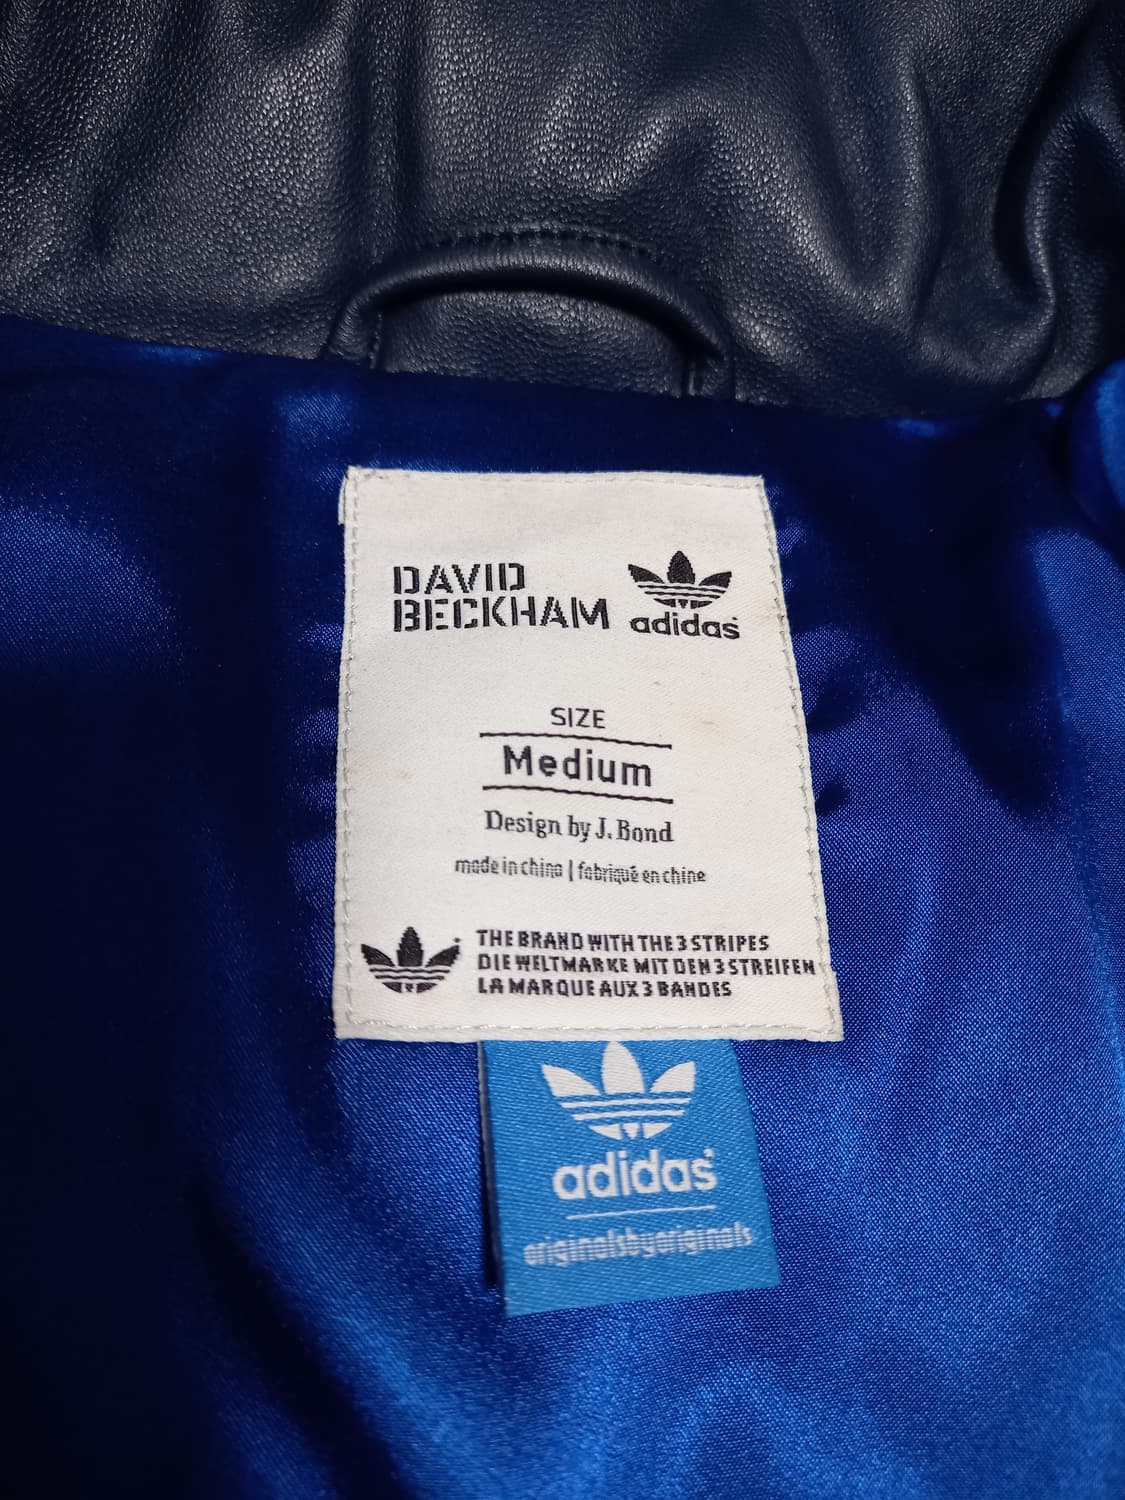 DAVID
BECKHAM
adidas
SIZE
Medium
Design by J. Bond
made in china | fabriqué en chine
THE BRAND WITH THE 3 STRIPES
DIE WELTMARKE MIT DEN 3 STREIFEN
LA MARQUE AUX 3 BANDES
adidas
originalsbyoriginals